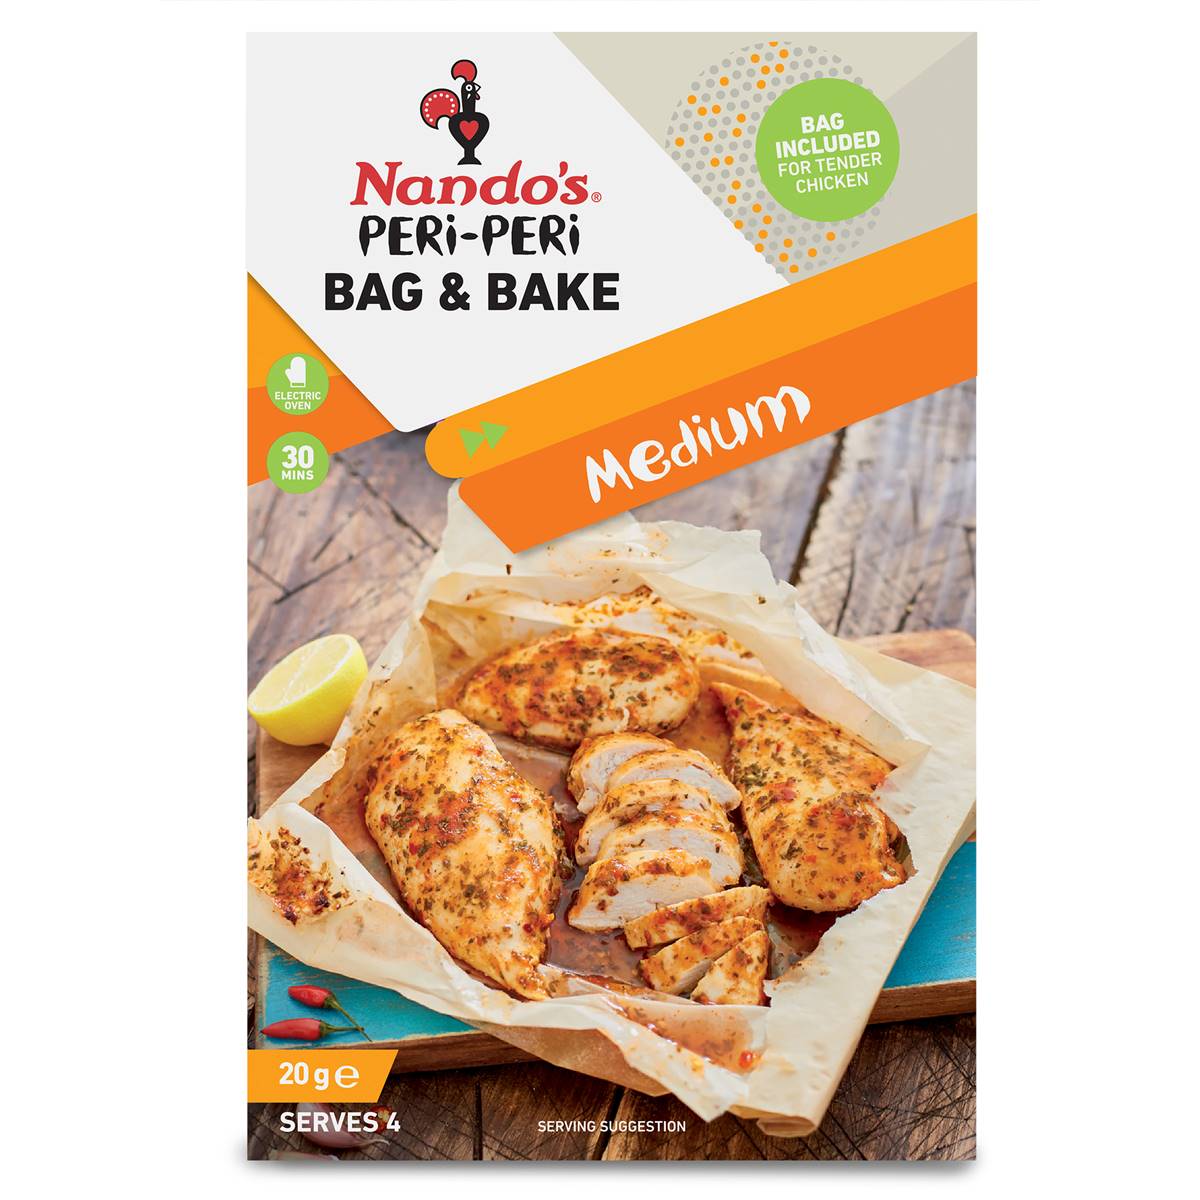 Nando's®
PERi-PERi
BAG & BAKE
BAG
INCLUDED
FOR TENDER
CHICKEN
ELECTRIC
OVEN
30
MINS
Medium
20 g ℮
SERVES 4
SERVING SUGGESTION